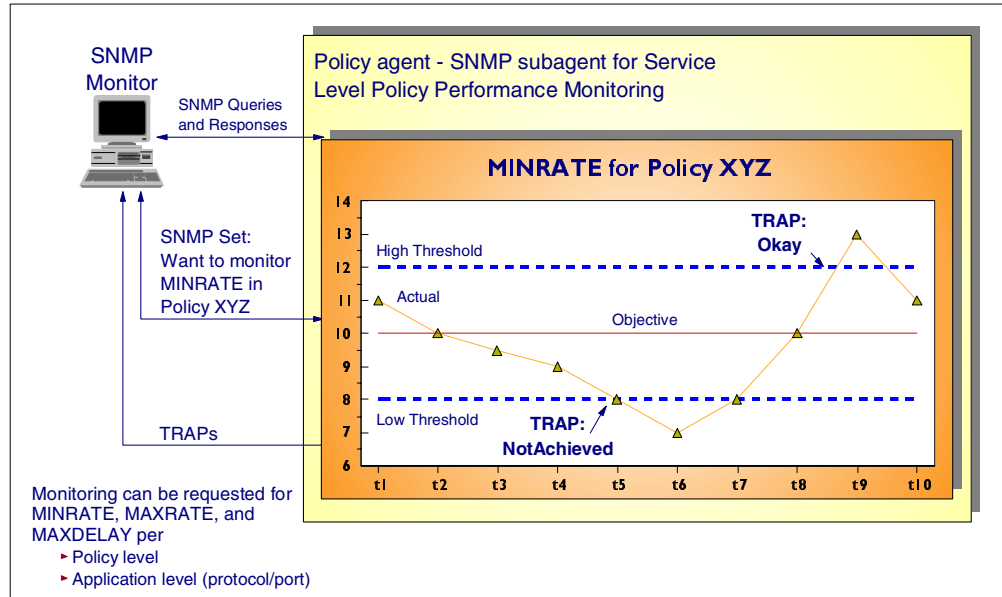 SNMP
Monitor
SNMP Queries
and Responses
SNMP Set:
Want to monitor
MINRATE in
Policy XYZ
TRAPs
Policy agent - SNMP subagent for Service
Level Policy Performance Monitoring
MINRATE for Policy XYZ
14
13
12
11
10
9
8
7
6
High Threshold
Actual
Objective
Low Threshold
TRAP:
Okay
TRAP:
NotAchieved
t1 t2 t3 t4 t5 t6 t7 t8 t9 t10
Monitoring can be requested for
MINRATE, MAXRATE, and
MAXDELAY per
► Policy level
► Application level (protocol/port)